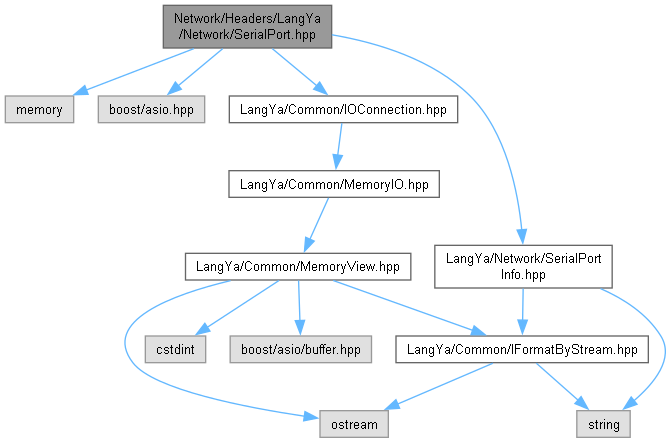 Network/Headers/LangYa
/Network/SerialPort.hpp
memory
boost/asio.hpp
LangYa/Common/IOConnection.hpp
LangYa/Common/MemoryIO.hpp
LangYa/Common/MemoryView.hpp
LangYa/Network/SerialPort
Info.hpp
cstdint
boost/asio/buffer.hpp
LangYa/Common/IFormatByStream.hpp
ostream
string